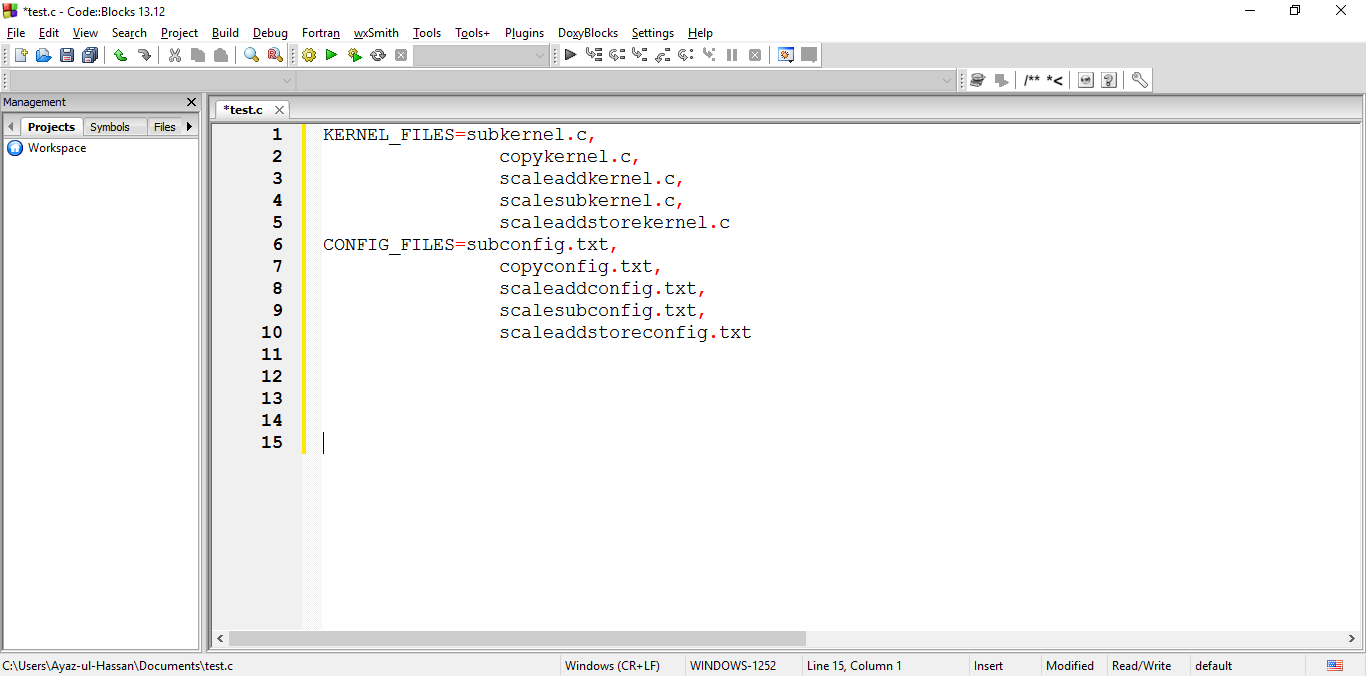 *test.c - Code::Blocks 13.12
File Edit View Search Project Build Debug Fortran wxSmith Tools Tools+ Plugins DoxyBlocks Settings Help
/** *<
Management
*test.c
Projects Symbols Files
Workspace
1 KERNEL_FILES=subkernel.c,
2 copykernel.c,
3 scaleaddkernel.c,
4 scalesubkernel.c,
5 scaleaddstorekernel.c
6 CONFIG_FILES=subconfig.txt,
7 copyconfig.txt,
8 scaleaddconfig.txt,
9 scalesubconfig.txt,
10 scaleaddstoreconfig.txt
11
12
13
14
15
C:\Users\Ayaz-ul-Hassan\Documents\test.c Windows (CR+LF) WINDOWS-1252 Line 15, Column 1 Insert Modified Read/Write default